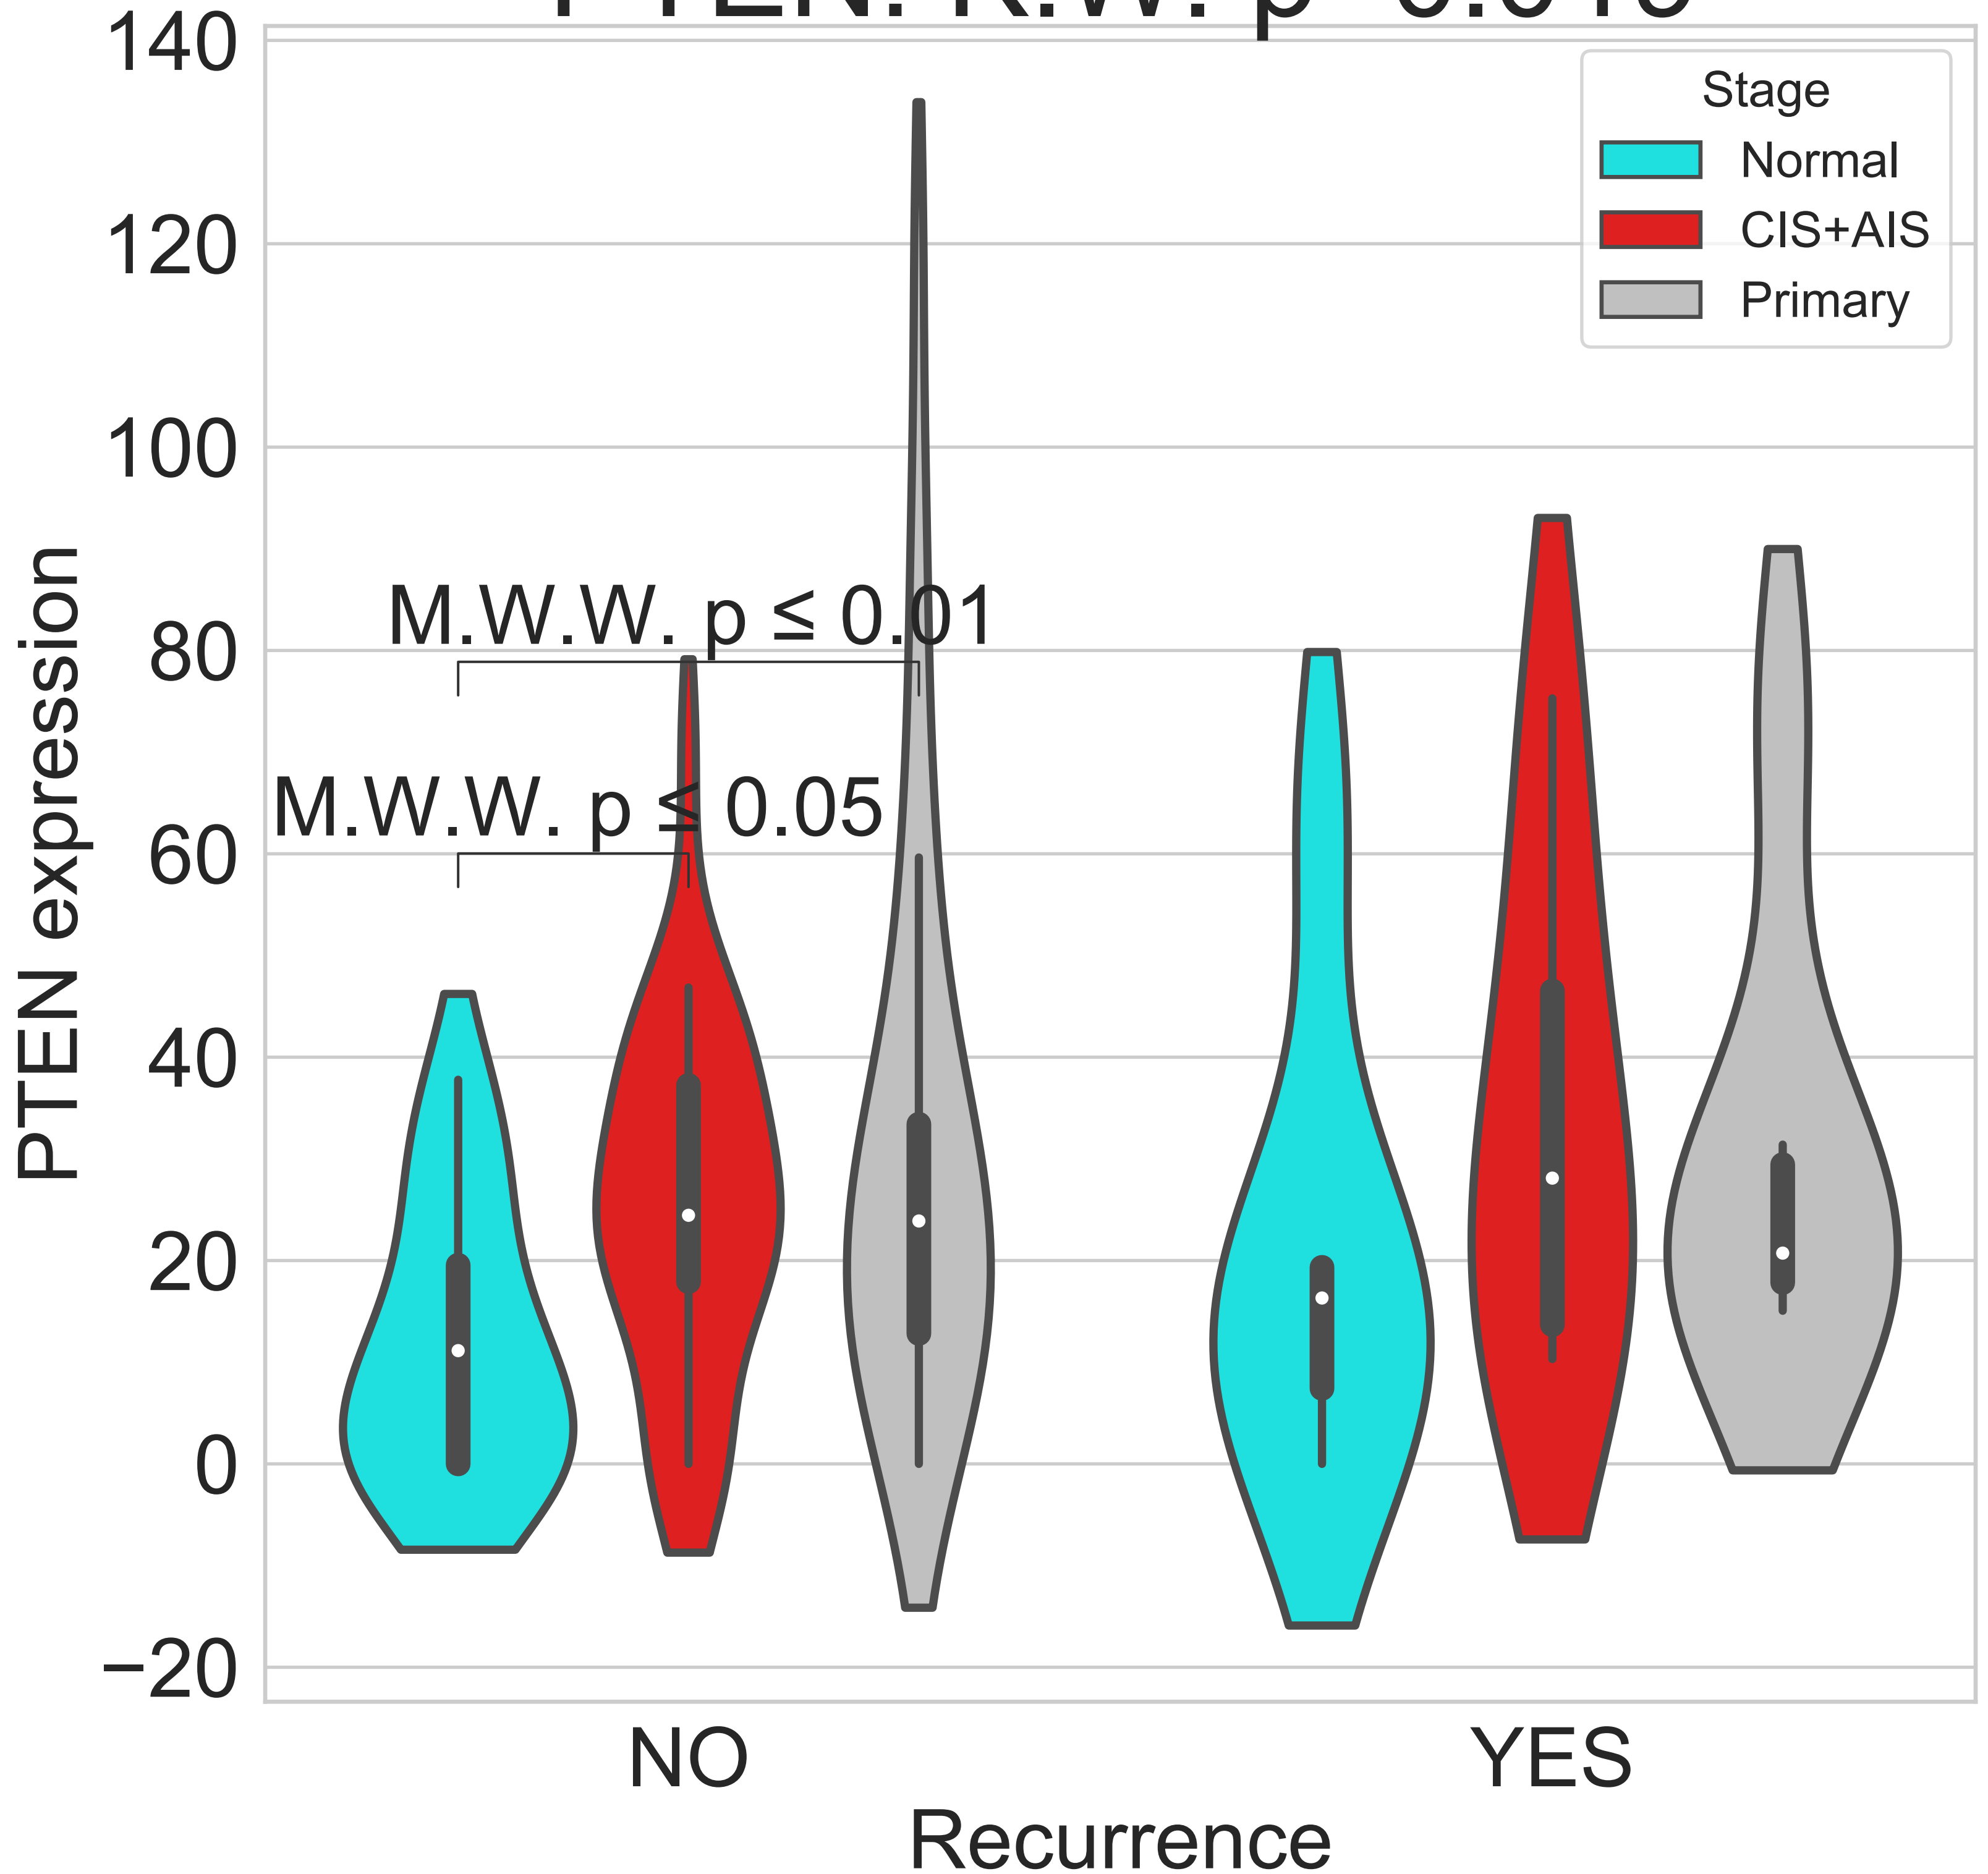 140
120
100
80
60
40
20
0
−20
PTEN expression
Stage
Normal
CIS+AIS
Primary
M.W.W. p ≤ 0.01
M.W.W. p ≤ 0.05
NO
YES
Recurrence